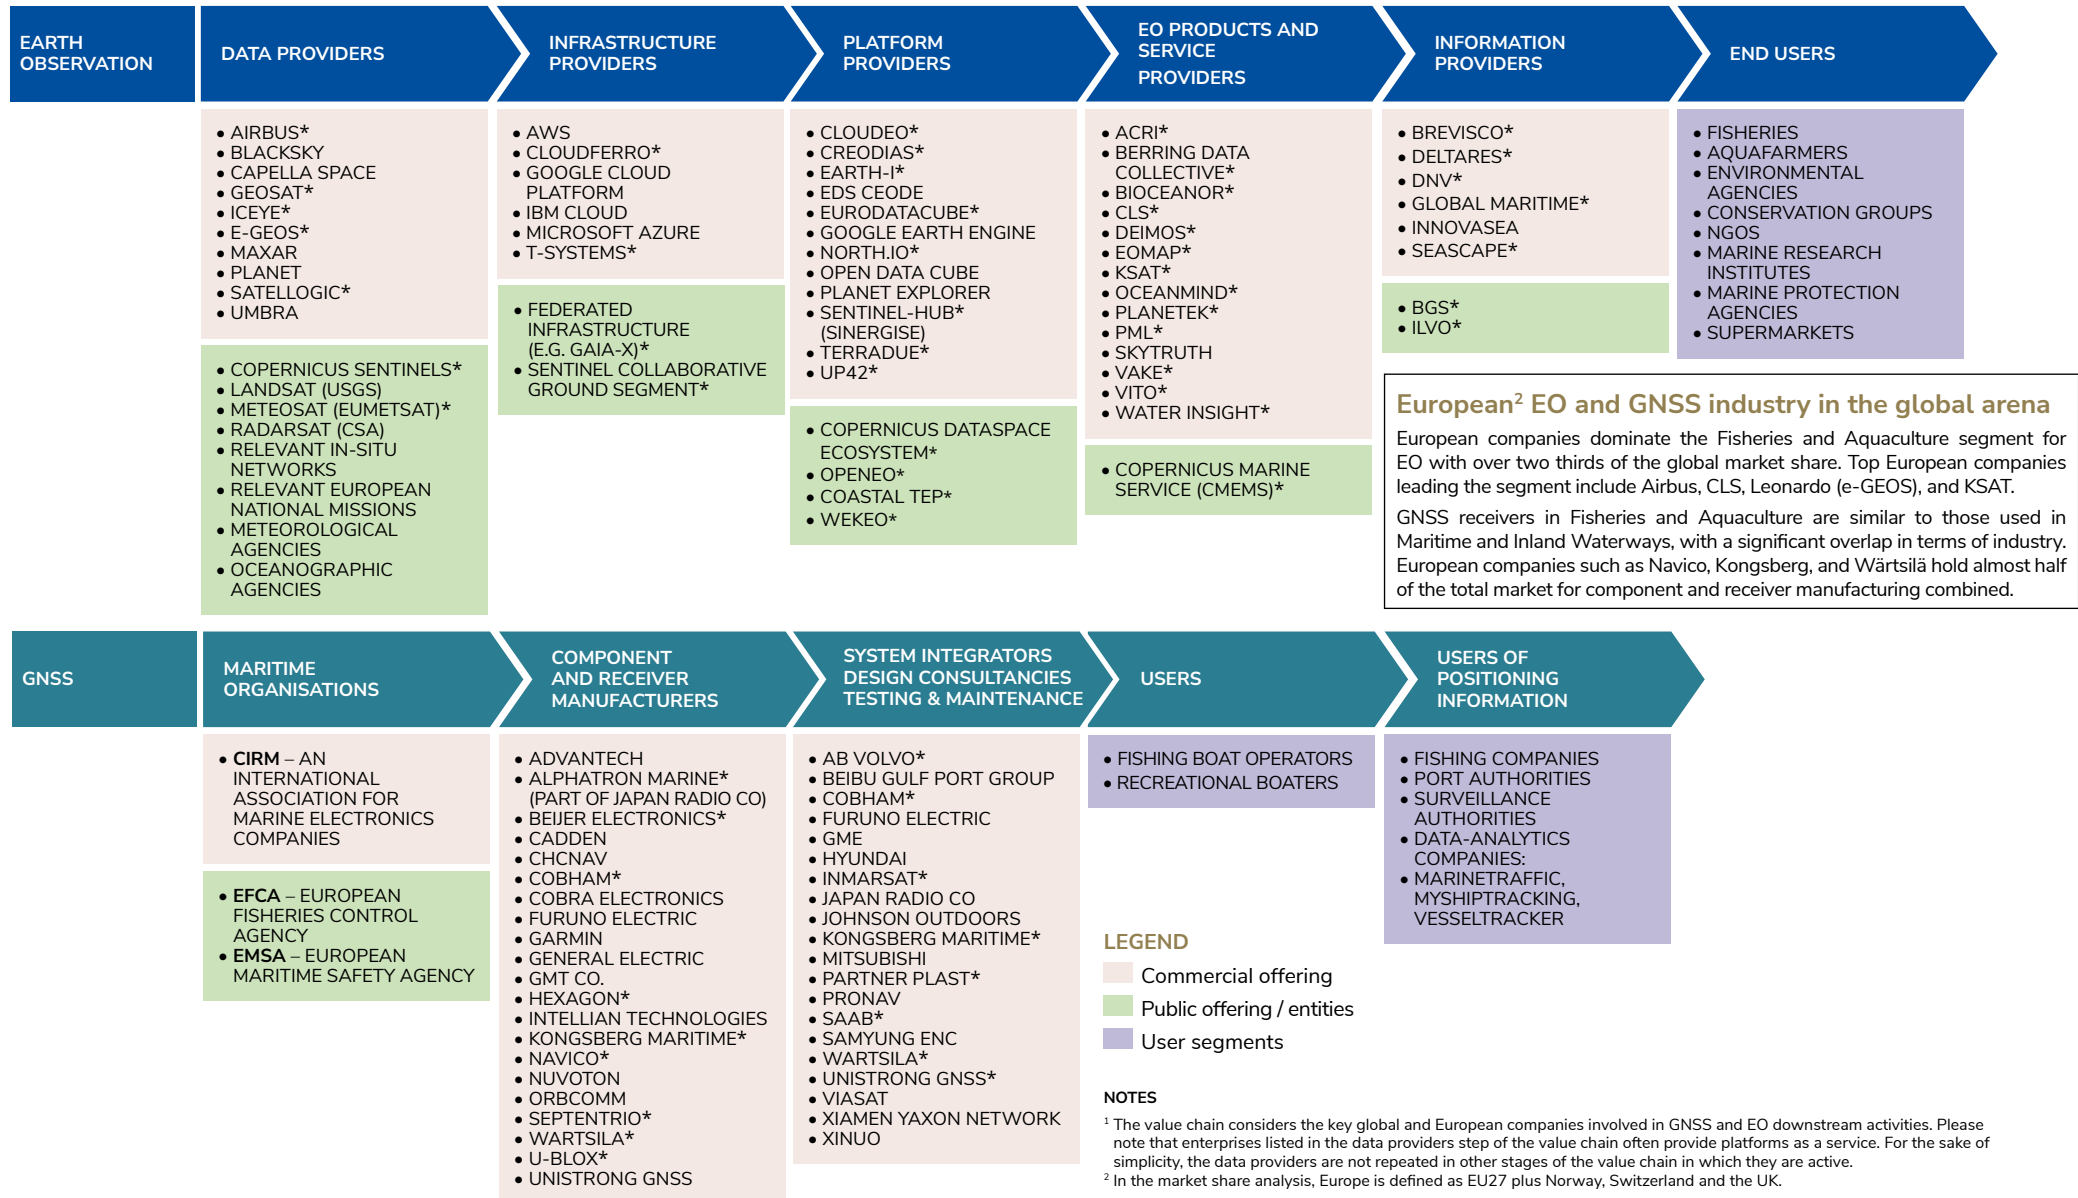 EARTH
OBSERVATION
DATA PROVIDERS
INFRASTRUCTURE
PROVIDERS
PLATFORM
PROVIDERS
EO PRODUCTS AND
SERVICE
PROVIDERS
INFORMATION
PROVIDERS
END USERS
• AIRBUS*
• BLACKSKY
• CAPELLA SPACE
• GEOSAT*
• ICEYE*
• E-GEOS*
• MAXAR
• PLANET
• SATELLOGIC*
• UMBRA
• COPERNICUS SENTINELS*
• LANDSAT (USGS)
• METEOSAT (EUMETSAT)*
• RADARSAT (CSA)
• RELEVANT IN-SITU
NETWORKS
• RELEVANT EUROPEAN
NATIONAL MISSIONS
• METEOROLOGICAL
AGENCIES
• OCEANOGRAPHIC
AGENCIES
• AWS
• CLOUDFERRO*
• GOOGLE CLOUD
PLATFORM
• IBM CLOUD
• MICROSOFT AZURE
• T-SYSTEMS*
• FEDERATED
INFRASTRUCTURE
(E.G. GAIA-X)*
• SENTINEL COLLABORATIVE
GROUND SEGMENT*
• CLOUDEO*
• CREODIAS*
• EARTH-I*
• EDS CEODE
• EURODATACUBE*
• GOOGLE EARTH ENGINE
• NORTH.IO*
• OPEN DATA CUBE
• PLANET EXPLORER
• SENTINEL-HUB*
(SINERGISE)
• TERRADUE*
• UP42*
• COPERNICUS DATASPACE
ECOSYSTEM*
• OPENEO*
• COASTAL TEP*
• WEKEO*
• ACRI*
• BERRING DATA
COLLECTIVE*
• BIOCEANOR*
• CLS*
• DEIMOS*
• EOMAP*
• KSAT*
• OCEANMIND*
• PLANETEK*
• PML*
• SKYTRUTH
• VAKE*
• VITO*
• WATER INSIGHT*
• COPERNICUS MARINE
SERVICE (CMEMS)*
• BREVISCO*
• DELTARES*
• DNV*
• GLOBAL MARITIME*
• INNOVASEA
• SEASCAPE*
• BGS*
• ILVO*
• FISHERIES
• AQUAFARMERS
• ENVIRONMENTAL
AGENCIES
• CONSERVATION GROUPS
• NGOS
• MARINE RESEARCH
INSTITUTES
• MARINE PROTECTION
AGENCIES
• SUPERMARKETS
European² EO and GNSS industry in the global arena
European companies dominate the Fisheries and Aquaculture segment for
EO with over two thirds of the global market share. Top European companies
leading the segment include Airbus, CLS, Leonardo (e-GEOS), and KSAT.
GNSS receivers in Fisheries and Aquaculture are similar to those used in
Maritime and Inland Waterways, with a significant overlap in terms of industry.
European companies such as Navico, Kongsberg, and Wärtsilä hold almost half
of the total market for component and receiver manufacturing combined.
GNSS
MARITIME
ORGANISATIONS
COMPONENT
AND RECEIVER
MANUFACTURERS
SYSTEM INTEGRATORS
DESIGN CONSULTANCIES
TESTING & MAINTENANCE
USERS
USERS OF
POSITIONING
INFORMATION
• CIRM – AN
INTERNATIONAL
ASSOCIATION FOR
MARINE ELECTRONICS
COMPANIES
• EFCA – EUROPEAN
FISHERIES CONTROL
AGENCY
• EMSA – EUROPEAN
MARITIME SAFETY AGENCY
• ADVANTECH
• ALPHATRON MARINE*
(PART OF JAPAN RADIO CO)
• BEIJER ELECTRONICS*
• CADDEN
• CHCNAV
• COBHAM*
• COBRA ELECTRONICS
• FURUNO ELECTRIC
• GARMIN
• GENERAL ELECTRIC
• GMT CO.
• HEXAGON*
• INTELLIAN TECHNOLOGIES
• KONGSBERG MARITIME*
• NAVICO*
• NUVOTON
• ORBCOMM
• SEPTENTRIO*
• WARTSILA*
• U-BLOX*
• UNISTRONG GNSS
• AB VOLVO*
• BEIBU GULF PORT GROUP
• COBHAM*
• FURUNO ELECTRIC
• GME
• HYUNDAI
• INMARSAT*
• JAPAN RADIO CO
• JOHNSON OUTDOORS
• KONGSBERG MARITIME*
• MITSUBISHI
• PARTNER PLAST*
• PRONAV
• SAAB*
• SAMYUNG ENC
• WARTSILA*
• UNISTRONG GNSS*
• VIASAT
• XIAMEN YAXON NETWORK
• XINUO
• FISHING BOAT OPERATORS
• RECREATIONAL BOATERS
• FISHING COMPANIES
• PORT AUTHORITIES
• SURVEILLANCE
AUTHORITIES
• DATA-ANALYTICS
COMPANIES:
• MARINETRAFFIC,
MYSHIPTRACKING,
VESSELTRACKER
LEGEND
Commercial offering
Public offering / entities
User segments
NOTES
¹ The value chain considers the key global and European companies involved in GNSS and EO downstream activities. Please
note that enterprises listed in the data providers step of the value chain often provide platforms as a service. For the sake of
simplicity, the data providers are not repeated in other stages of the value chain in which they are active.
² In the market share analysis, Europe is defined as EU27 plus Norway, Switzerland and the UK.